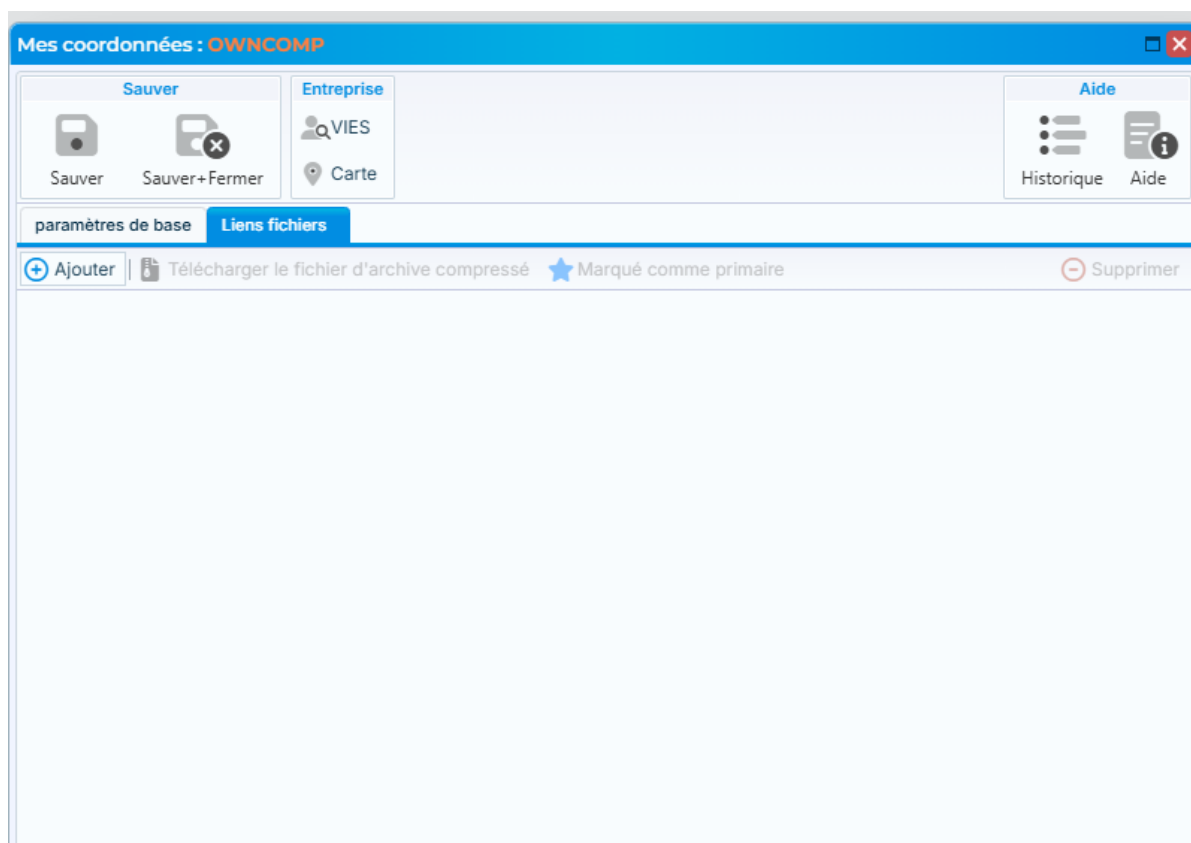 Mes coordonnées : OWNCOMP
Sauver Entreprise Aide
VIES
Carte
Sauver Sauver+Fermer Historique Aide
paramètres de base Liens fichiers
Ajouter Télécharger le fichier d'archive compressé Marqué comme primaire Supprimer